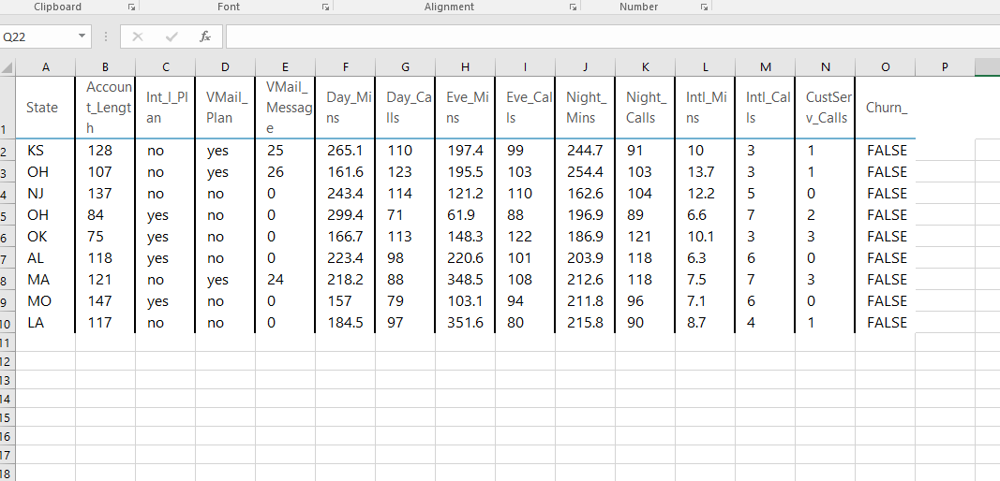 Clipboard Font Alignment Number
Q22 fx
A B C D E F G H I J K L M N O P
1 State Account_Length Int_l_Plan VMail_Plan VMail_Message Day_Mins Day_Calls Eve_Mins Eve_Calls Night_Mins Night_Calls Intl_Mins Intl_Calls CustServ_Calls Churn_
2 KS 128 no yes 25 265.1 110 197.4 99 244.7 91 10 3 1 FALSE
3 OH 107 no yes 26 161.6 123 195.5 103 254.4 103 13.7 3 1 FALSE
4 NJ 137 no no 0 243.4 114 121.2 110 162.6 104 12.2 5 0 FALSE
5 OH 84 yes no 0 299.4 71 61.9 88 196.9 89 6.6 7 2 FALSE
6 OK 75 yes no 0 166.7 113 148.3 122 186.9 121 10.1 3 3 FALSE
7 AL 118 yes no 0 223.4 98 220.6 101 203.9 118 6.3 6 0 FALSE
8 MA 121 no yes 24 218.2 88 348.5 108 212.6 118 7.5 7 3 FALSE
9 MO 147 yes no 0 157 79 103.1 94 211.8 96 7.1 6 0 FALSE
10 LA 117 no no 0 184.5 97 351.6 80 215.8 90 8.7 4 1 FALSE
11
12
13
14
15
16
17
18